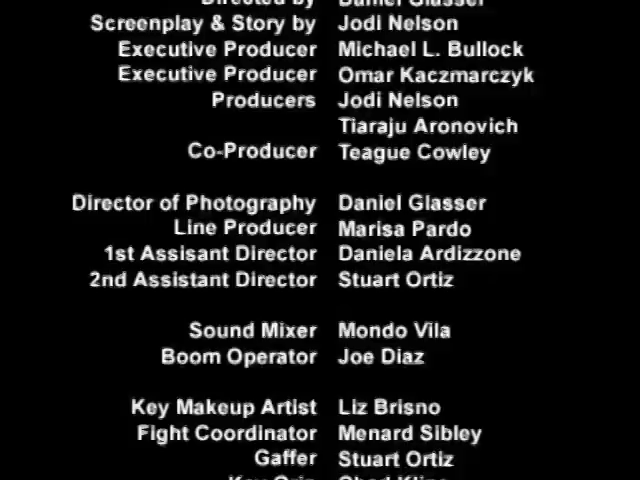 Directed by Daniel Glasser
Screenplay & Story by Jodi Nelson
Executive Producer Michael L. Bullock
Executive Producer Omar Kaczmarczyk
Producers Jodi Nelson
Tiaraju Aronovich
Co-Producer Teague Cowley
Director of Photography Daniel Glasser
Line Producer Marisa Pardo
1st Assisant Director Daniela Ardizzone
2nd Assistant Director Stuart Ortiz
Sound Mixer Mondo Vila
Boom Operator Joe Diaz
Key Makeup Artist Liz Brisno
Fight Coordinator Menard Sibley
Gaffer Stuart Ortiz
Key Grip